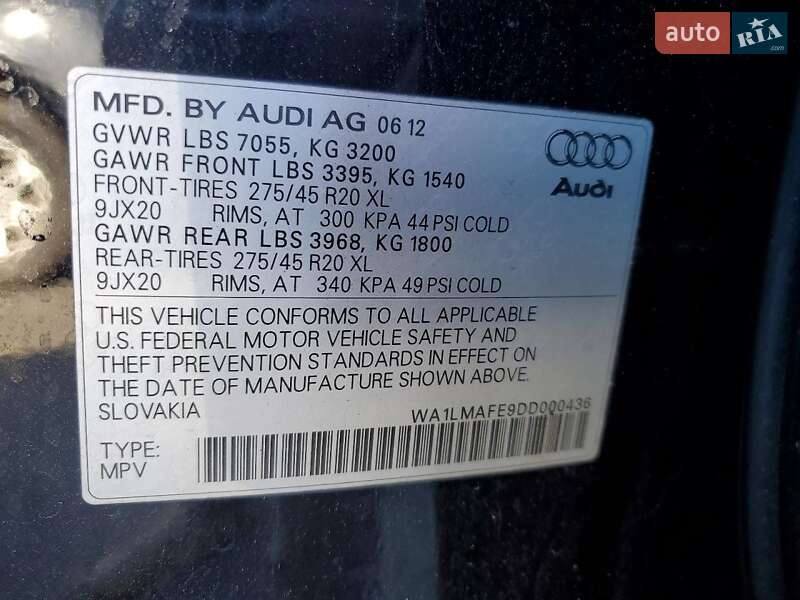 auto RIA
.com
MFD. BY AUDI AG 06 12
GVWR LBS 7055, KG 3200
GAWR FRONT LBS 3395, KG 1540
FRONT-TIRES 275/45 R20 XL
9JX20 RIMS, AT 300 KPA 44 PSI COLD
GAWR REAR LBS 3968, KG 1800
REAR-TIRES 275/45 R20 XL
9JX20 RIMS, AT 340 KPA 49 PSI COLD
Audi
THIS VEHICLE CONFORMS TO ALL APPLICABLE
U.S. FEDERAL MOTOR VEHICLE SAFETY AND
THEFT PREVENTION STANDARDS IN EFFECT ON
THE DATE OF MANUFACTURE SHOWN ABOVE.
SLOVAKIA WA1LMAFE9DD000436
TYPE:
MPV